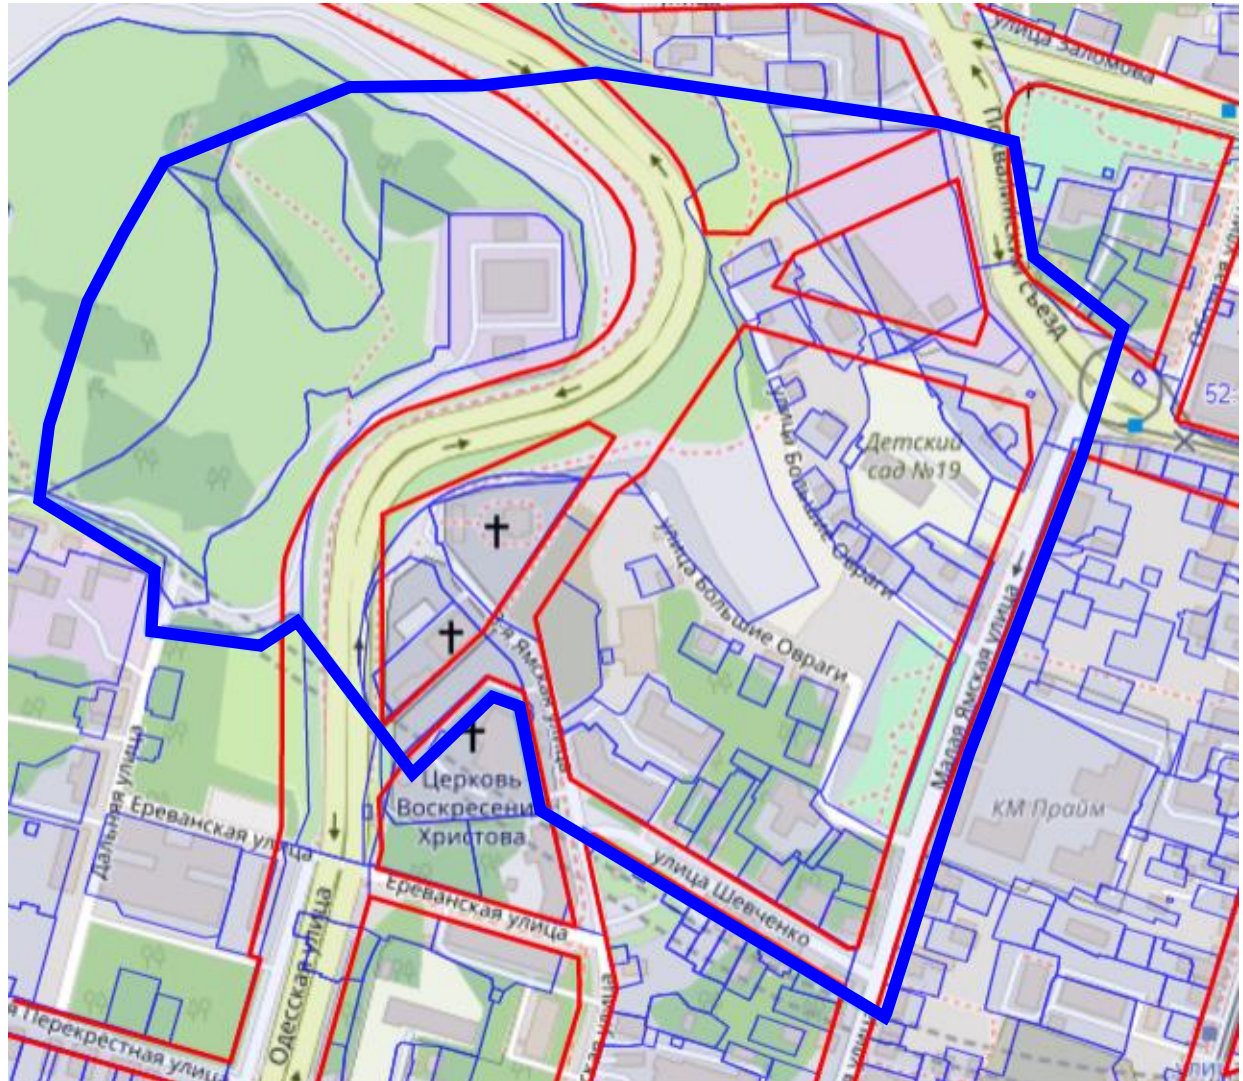 улица Заломова
Похвалинский съезд
52:
Детский
сад №19
улица Большие Овраги
улица Большие Овраги
Малая Ямская улица
-я Ямская улица
Церковь
Воскресени
Христова
КМ Прайм
Дальняя улица
Ереванская улица
улица Шевченко
Ереванская улица
Одесская улица
я Перекрёстная улица